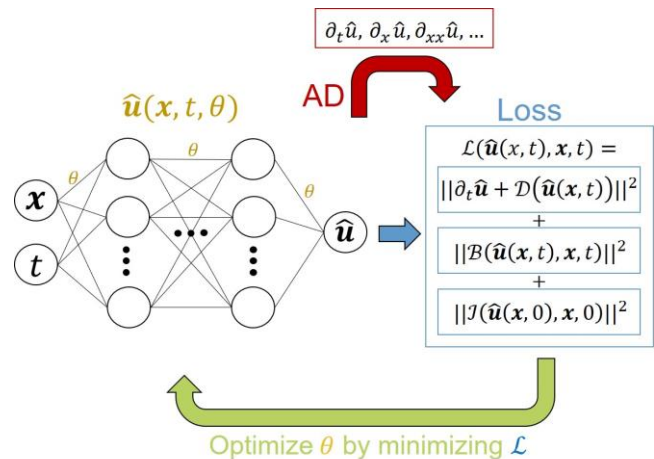 ∂ₜû, ∂ₓû, ∂ₓₓû, ...
AD
û(x, t, θ)
Loss
θ
θ
θ
x
t
...
û
ℒ(û(x, t), x, t) =
||∂ₜû + 𝒟(û(x, t))||²
+
||ℬ(û(x, t), x, t)||²
+
||ℐ(û(x, 0), x, 0)||²
Optimize θ by minimizing ℒ